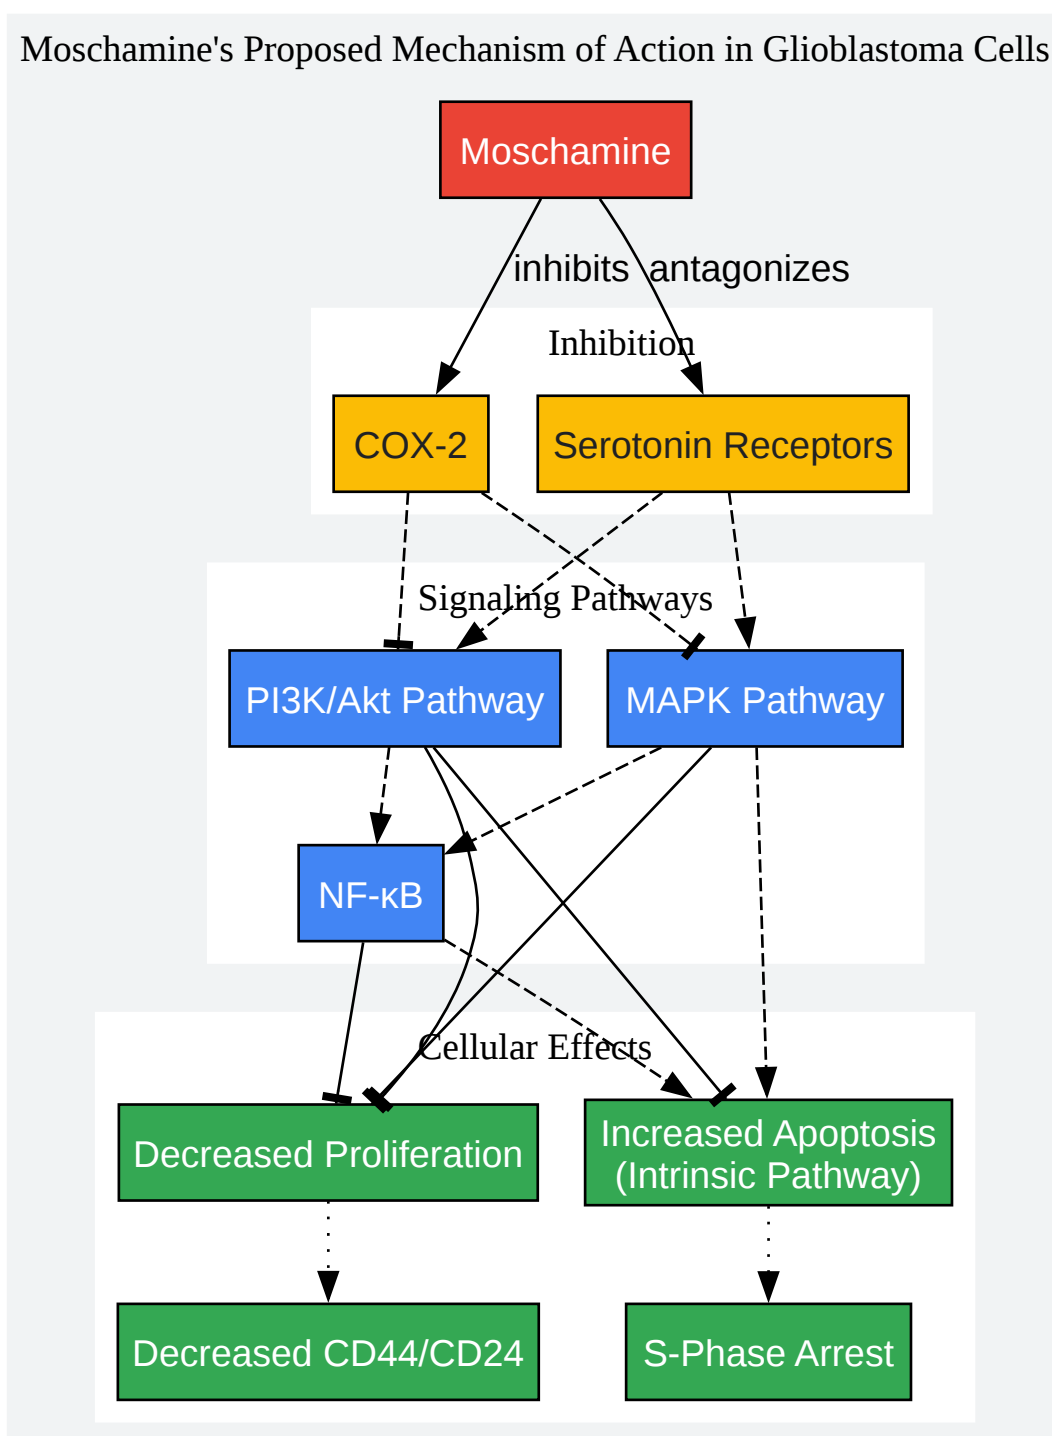 Moschamine's Proposed Mechanism of Action in Glioblastoma Cells
Moschamine
inhibits
antagonizes
Inhibition
COX-2
Serotonin Receptors
Signaling Pathways
PI3K/Akt Pathway
MAPK Pathway
NF-κB
Cellular Effects
Decreased Proliferation
Increased Apoptosis
(Intrinsic Pathway)
Decreased CD44/CD24
S-Phase Arrest